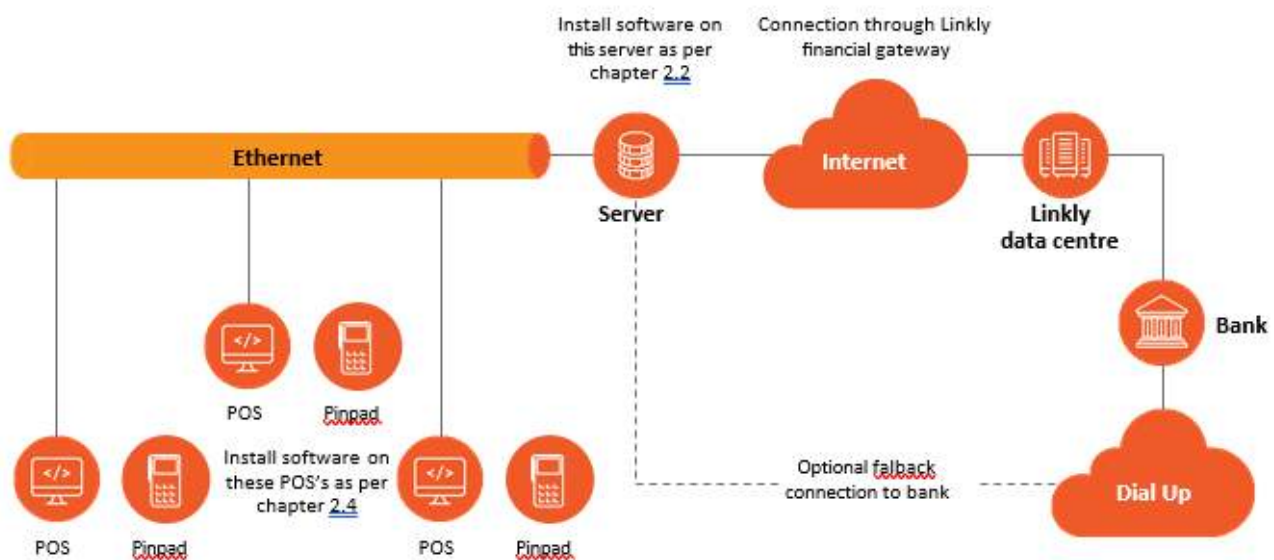 Install software on
this server as per
chapter 2.2
Connection through Linkly
financial gateway
Ethernet
Internet
Server
Linkly
data centre
Bank
POS
Pinpad
Install software on
these POS's as per
chapter 2.4
Optional falback
connection to bank
Dial Up
POS
Pinpad
POS
Pinpad